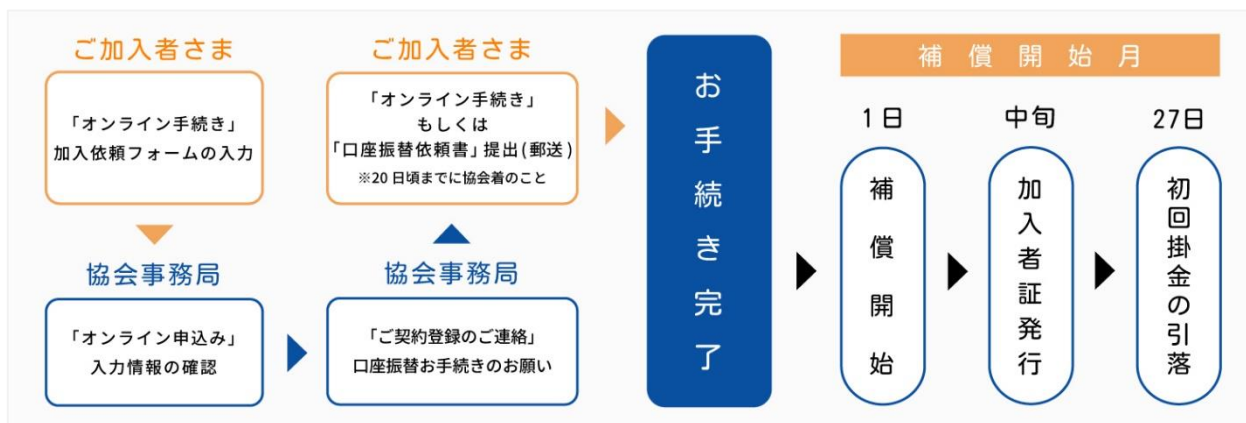 ご加入者さま
「オンライン手続き」
加入依頼フォームの入力
協会事務局
「オンライン申込み」
入力情報の確認
協会事務局
「ご契約登録のご連絡」
口座振替お手続きのお願い
ご加入者さま
「オンライン手続き」
もしくは
「口座振替依頼書」提出(郵送)
※20日頃までに協会着のこと
お手続き完了
補償開始月
1日
補償開始
中旬
加入者証発行
27日
初回掛金の引落